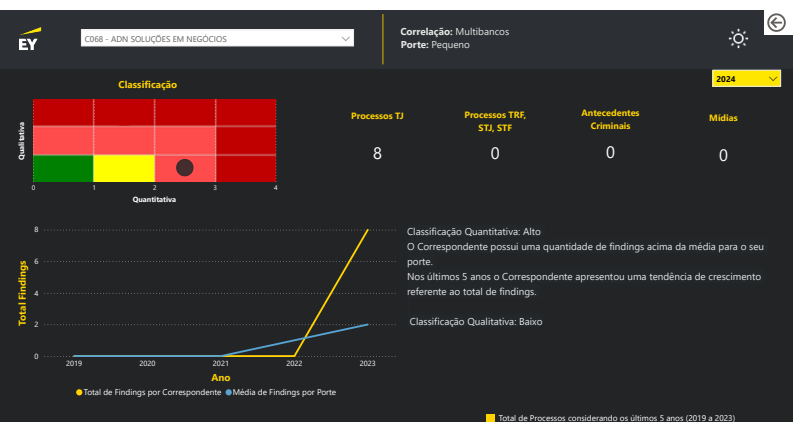 EY
C068 - ADN SOLUÇÕES EM NEGÓCIOS
Correlação: Multibancos
Porte: Pequeno
2024
Classificação
Qualitativa
0 1 2 3 4
Quantitativa
Processos TJ
8
Processos TRF,
STJ, STF
0
Antecedentes
Criminais
0
Mídias
0
Total Findings
8
6
4
2
0
2019 2020 2021 2022 2023
Ano
Total de Findings por Correspondente Média de Findings por Porte
Classificação Quantitativa: Alto
O Correspondente possui uma quantidade de findings acima da média para o seu
porte.
Nos últimos 5 anos o Correspondente apresentou uma tendência de crescimento
referente ao total de findings.
Classificação Qualitativa: Baixo
Total de Processos considerando os últimos 5 anos (2019 a 2023)